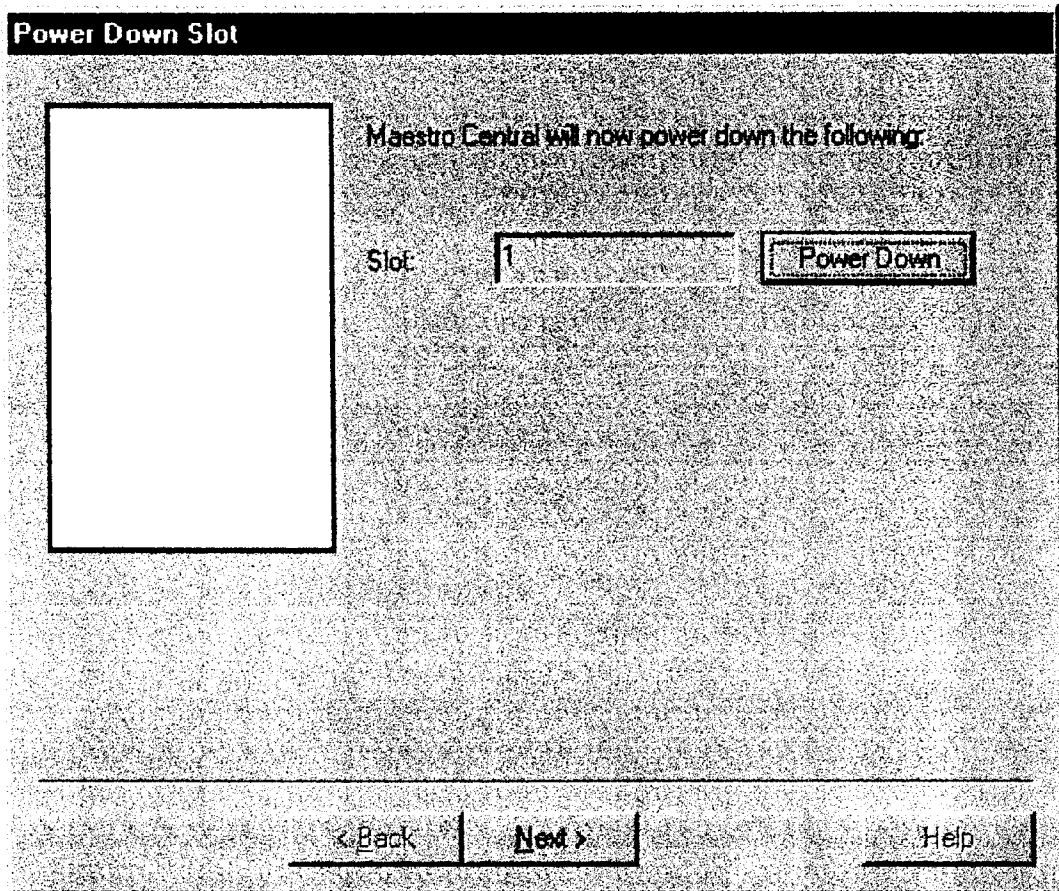 Power Down Slot
Maestro Central will now power down the following:
Slot: 1 Power Down
< Back Next > Help